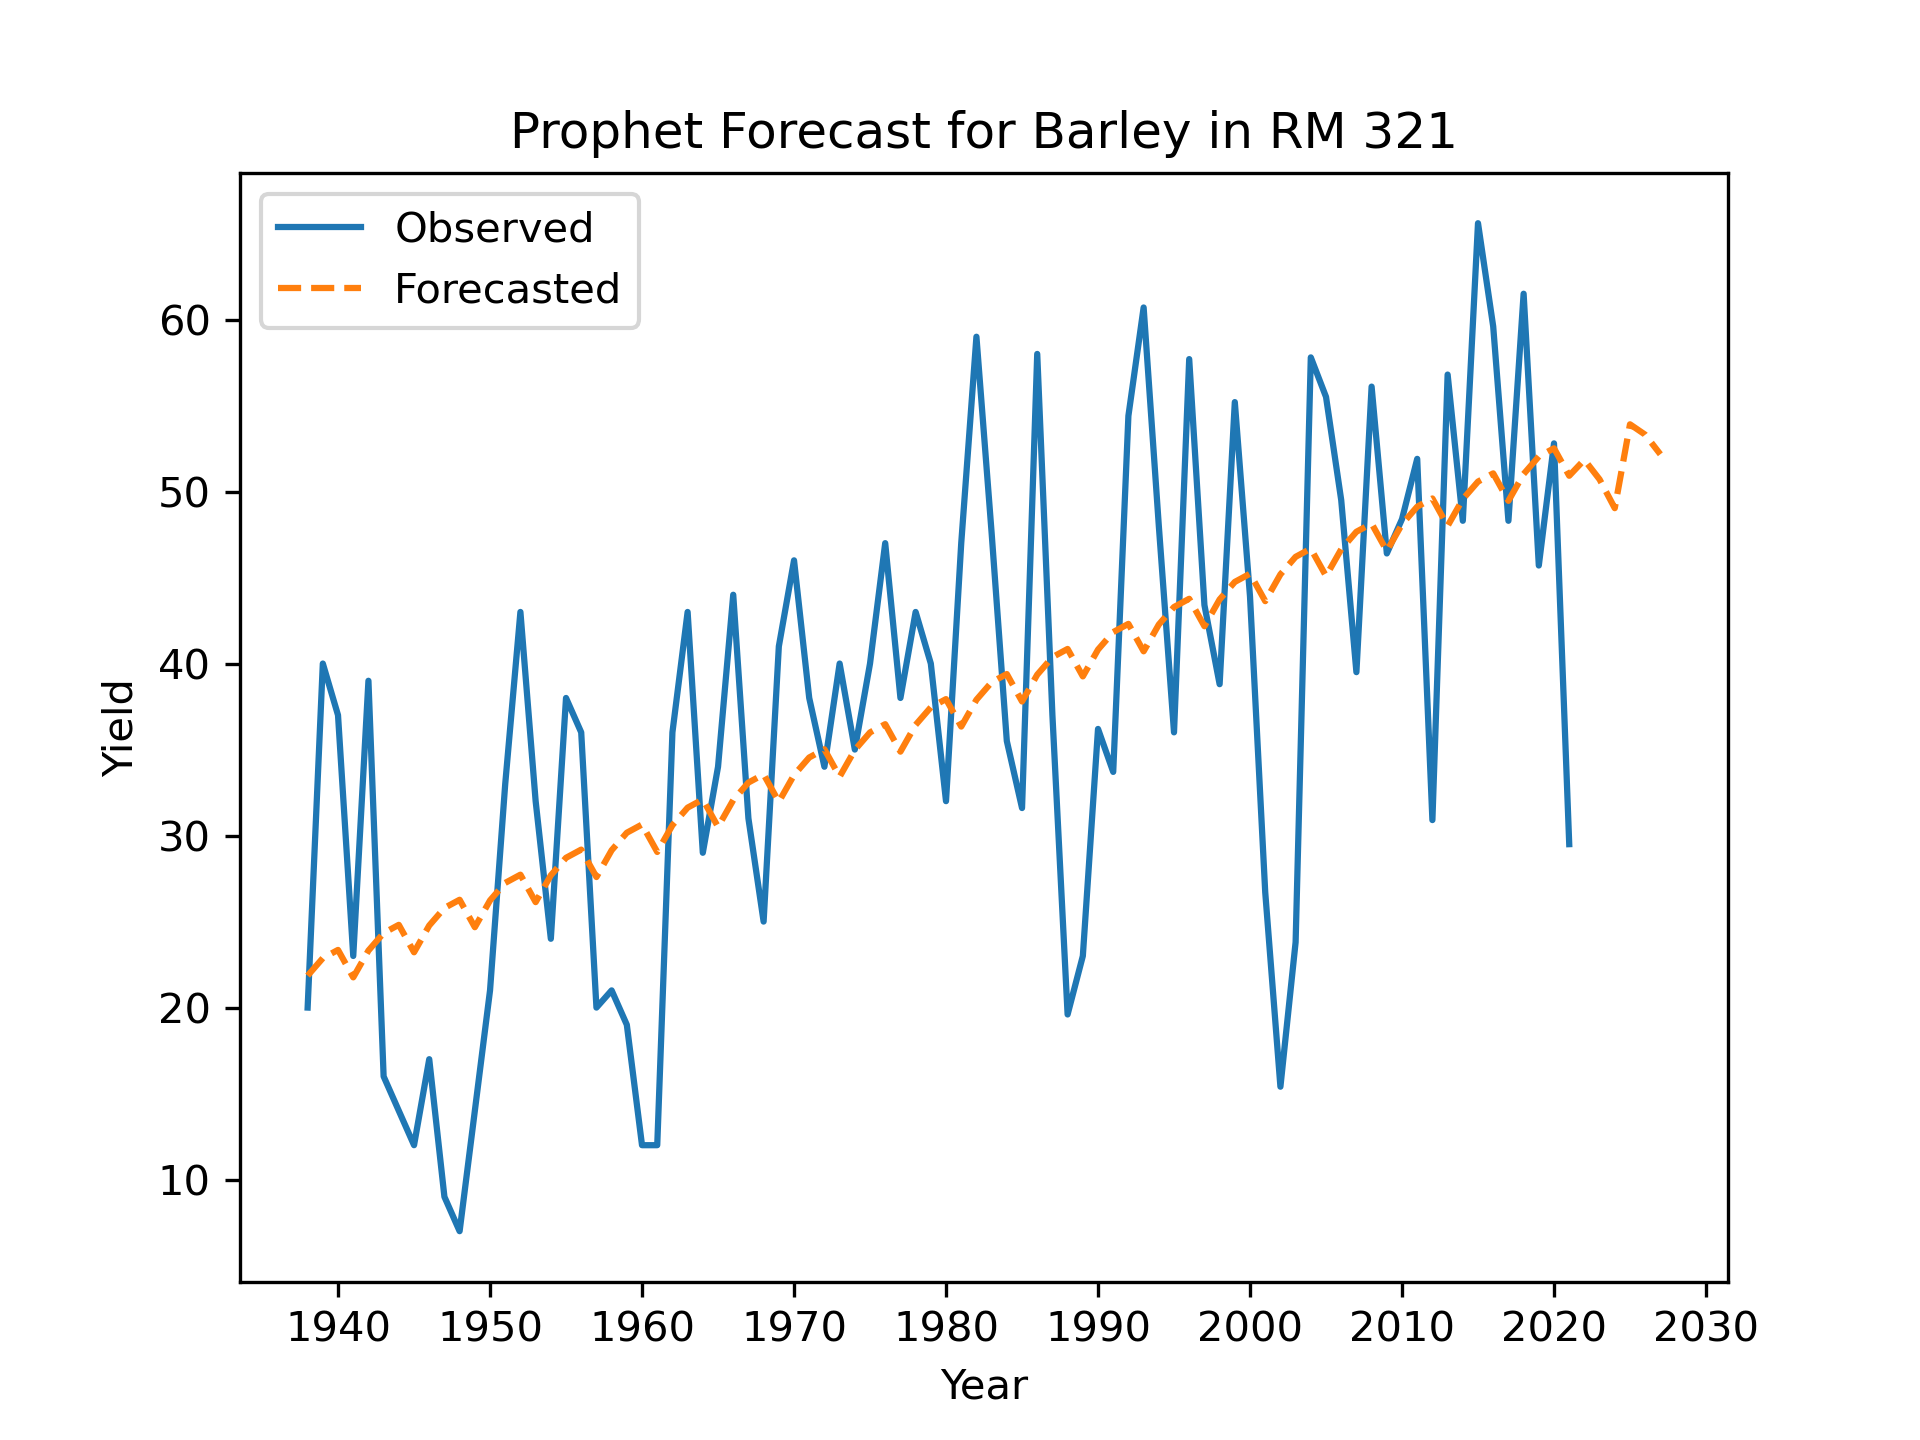 Prophet Forecast for Barley in RM 321
Observed
Forecasted
60
50
40
30
20
10
Yield
1940 1950 1960 1970 1980 1990 2000 2010 2020 2030
Year